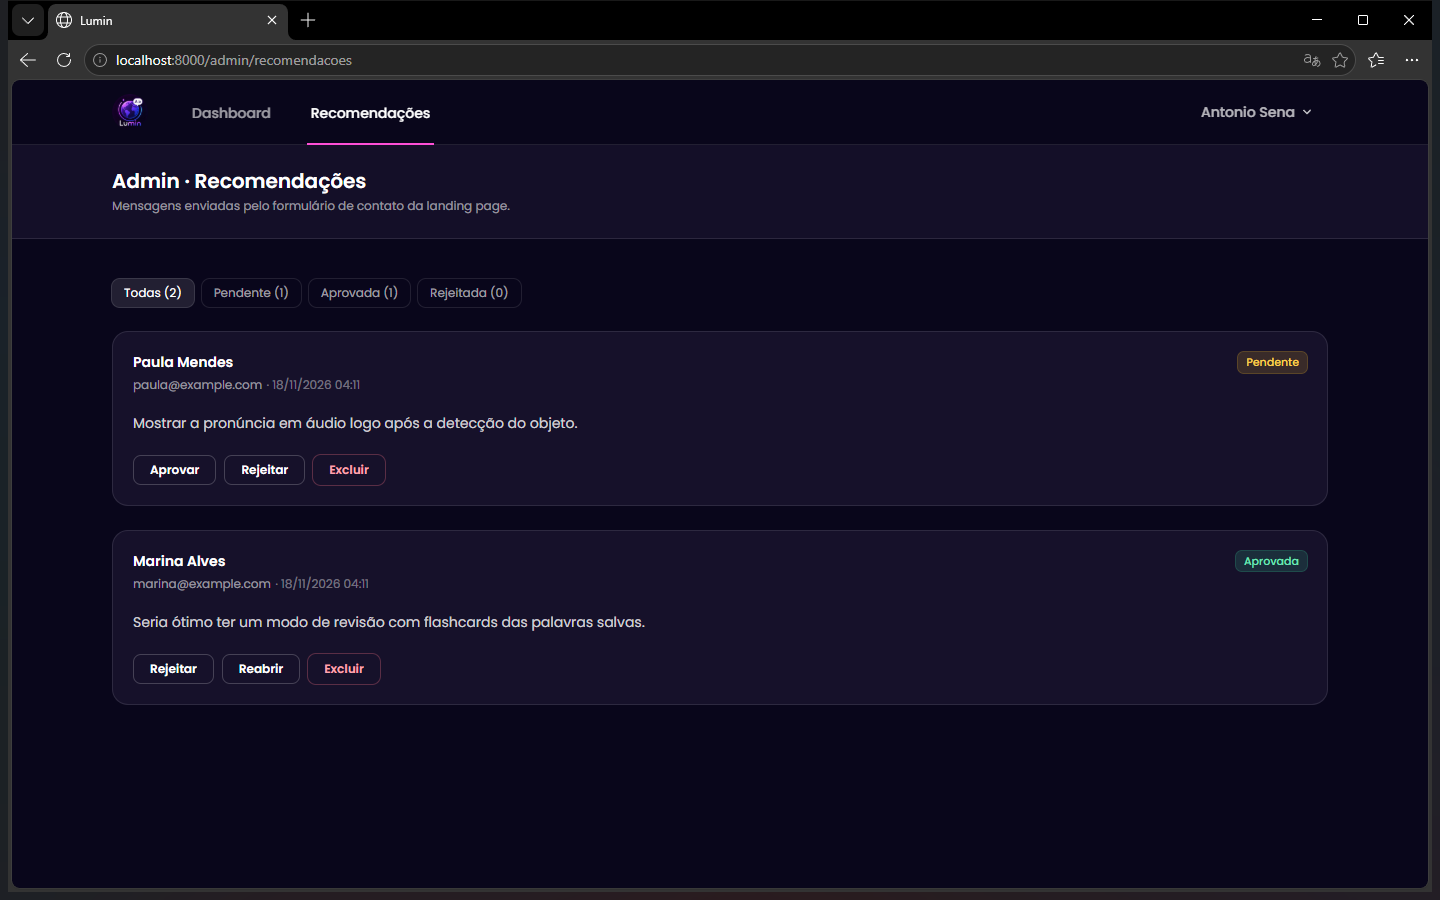 Lumin
localhost:8000/admin/recomendacoes
Lumin
Dashboard
Recomendações
Antonio Sena
Admin · Recomendações
Mensagens enviadas pelo formulário de contato da landing page.
Todas (2)
Pendente (1)
Aprovada (1)
Rejeitada (0)
Paula Mendes
Pendente
paula@example.com · 18/11/2026 04:11
Mostrar a pronúncia em áudio logo após a detecção do objeto.
Aprovar
Rejeitar
Excluir
Marina Alves
Aprovada
marina@example.com · 18/11/2026 04:11
Seria ótimo ter um modo de revisão com flashcards das palavras salvas.
Rejeitar
Reabrir
Excluir